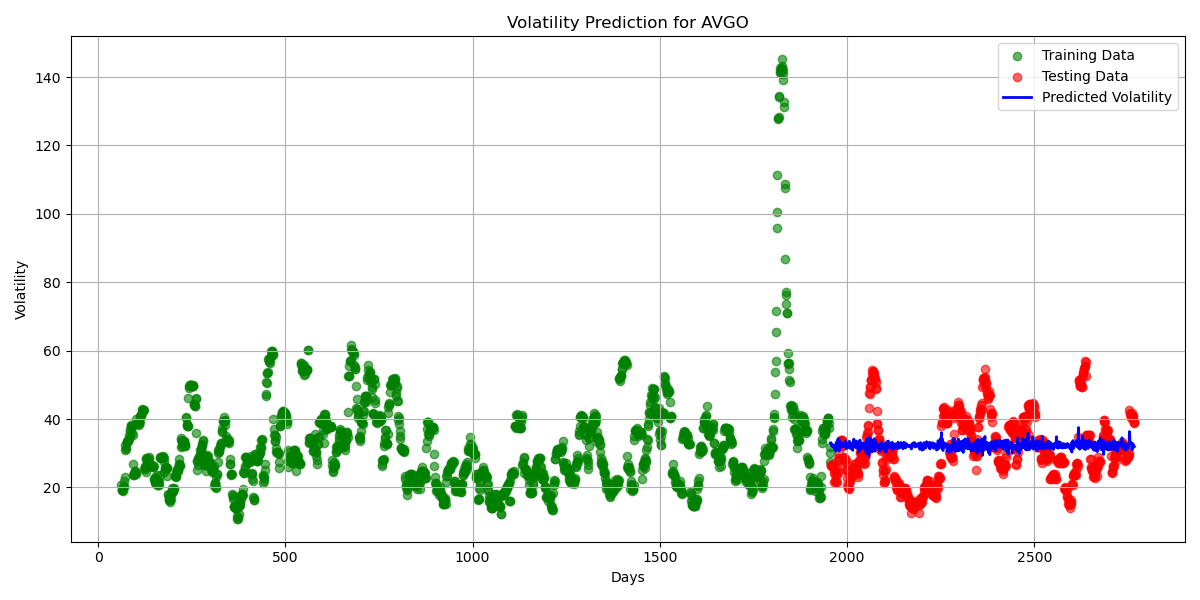 Volatility Prediction for AVGO
Training Data
Testing Data
Predicted Volatility
140
120
100
80
60
40
20
Volatility
0 500 1000 1500 2000 2500
Days